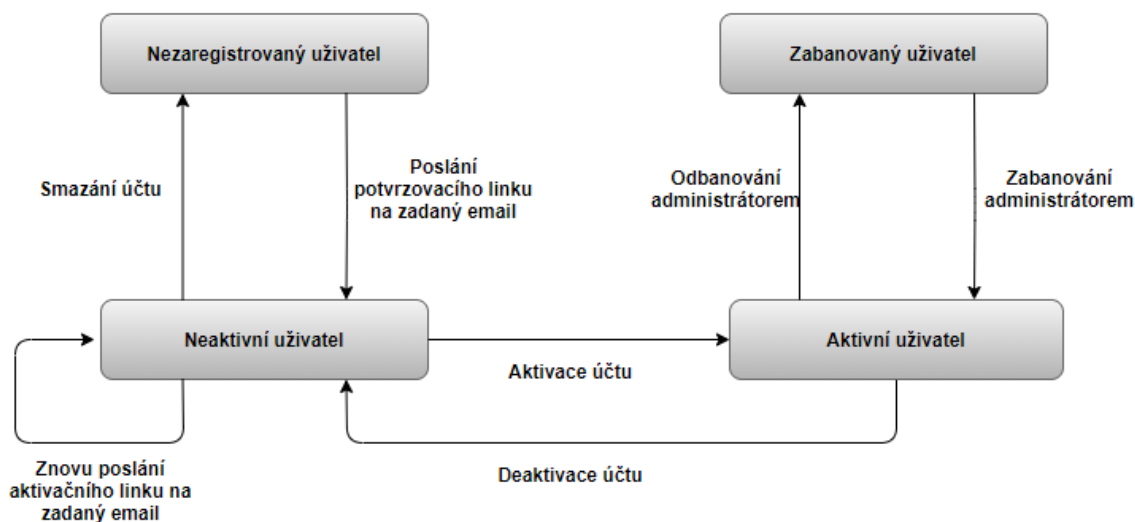 Nezaregistrovaný uživatel
Zabanovaný uživatel
Smazání účtu
Poslání
potvrzovacího linku
na zadaný email
Odbanování
administrátorem
Zabanování
administrátorem
Neaktivní uživatel
Aktivní uživatel
Aktivace účtu
Znovu poslání
aktivačního linku na
zadaný email
Deaktivace účtu